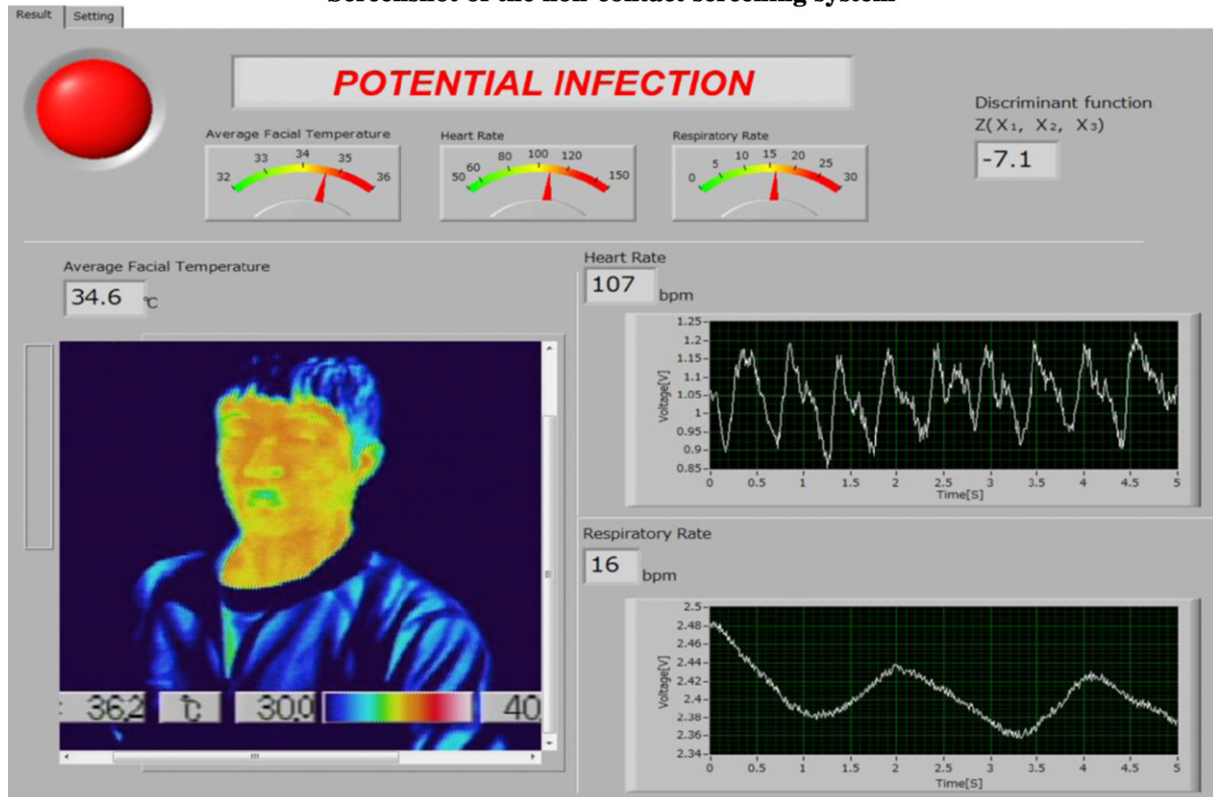 Result Setting
POTENTIAL INFECTION
Discriminant function
Z(X₁, X₂, X₃)
-7.1
Average Facial Temperature
32 33 34 35 36
Heart Rate
50 60 80 100 120 150
Respiratory Rate
0 5 10 15 20 25 30
Average Facial Temperature
34.6 ℃
36.2 ℃ 30.0 40
Heart Rate
107 bpm
Voltage[V]
1.25
1.2
1.15
1.1
1.05
1
0.95
0.9
0.85
0 0.5 1 1.5 2 2.5 3 3.5 4 4.5 5
Time[S]
Respiratory Rate
16 bpm
Voltage[V]
2.5
2.48
2.46
2.44
2.42
2.4
2.38
2.36
2.34
0 0.5 1 1.5 2 2.5 3 3.5 4 4.5 5
Time[S]